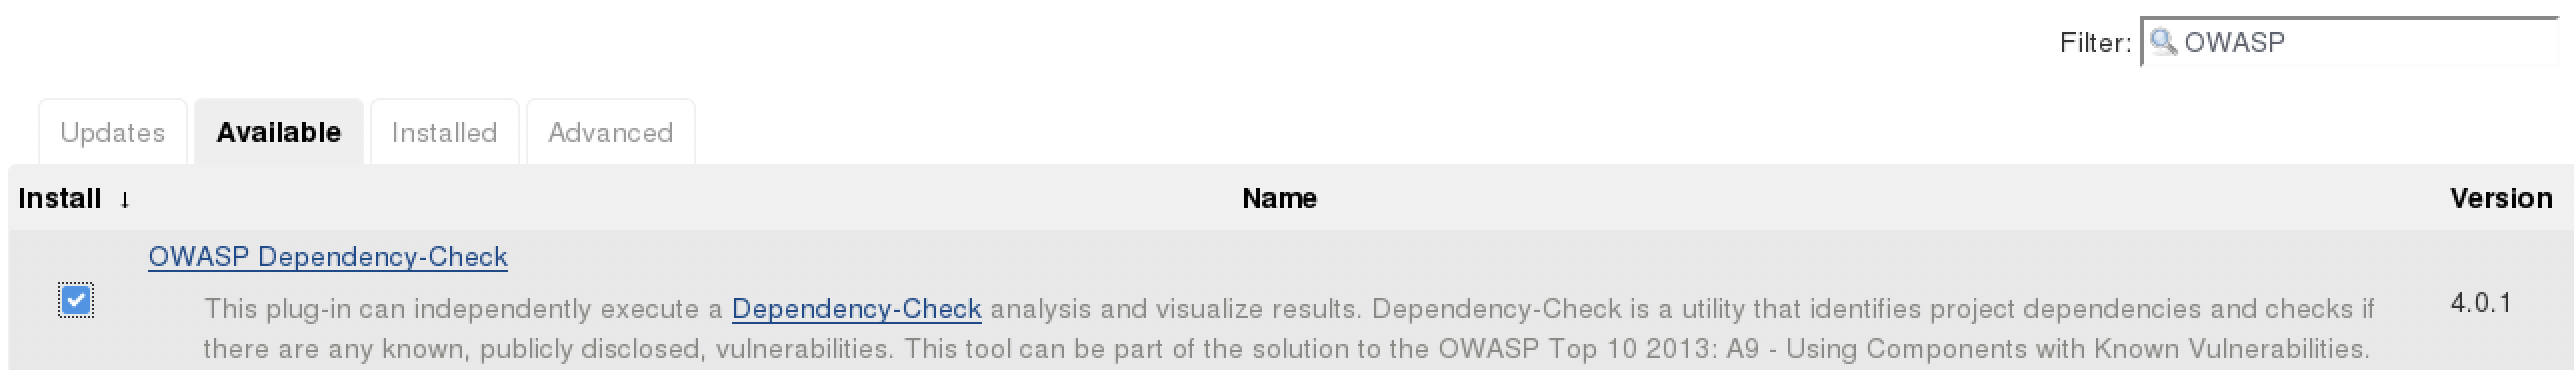 Filter: OWASP
Updates Available Installed Advanced
Install ↓ Name Version
OWASP Dependency-Check
This plug-in can independently execute a Dependency-Check analysis and visualize results. Dependency-Check is a utility that identifies project dependencies and checks if
there are any known, publicly disclosed, vulnerabilities. This tool can be part of the solution to the OWASP Top 10 2013: A9 - Using Components with Known Vulnerabilities.
4.0.1